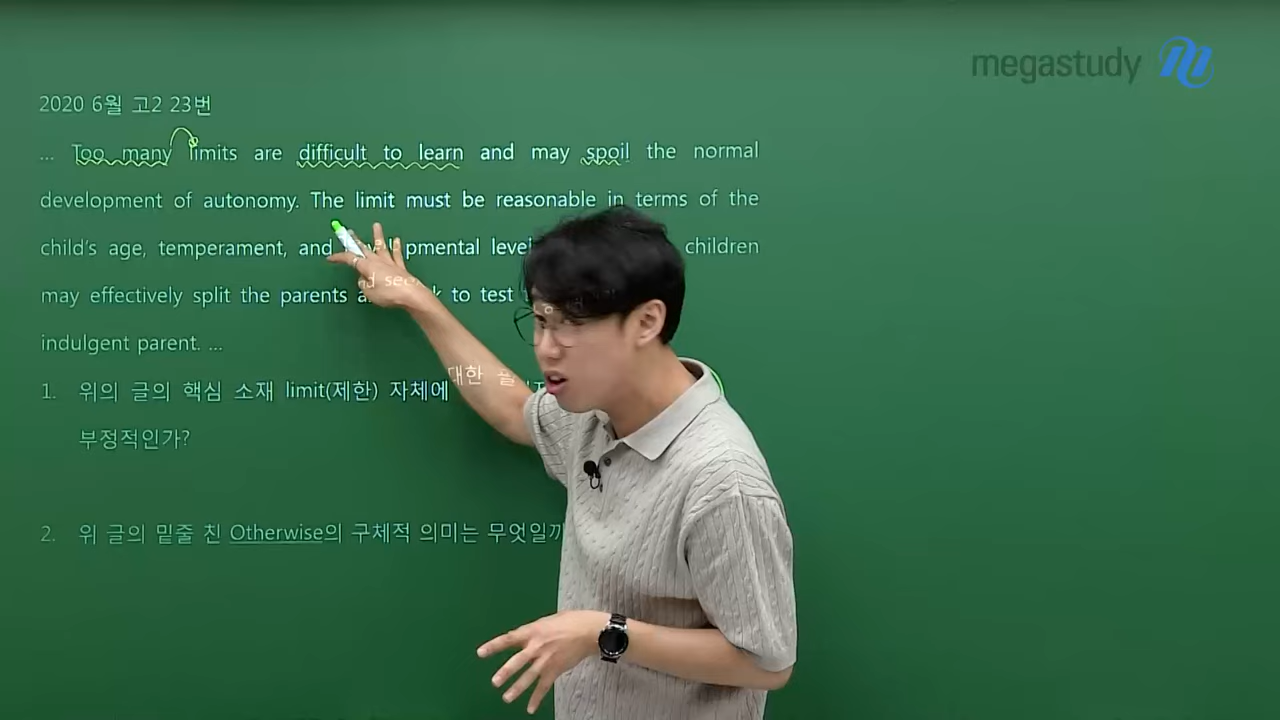 megastudy
2020 6월 고2 23번
... Too many limits are difficult to learn and may spoil the normal
development of autonomy. The limit must be reasonable in terms of the
child's age, temperament, and pmental children
may effectively split the parents to test
indulgent parent. ...
1. 위의 글의 핵심 소재 limit(제한) 자체에 대한
부정적인가?
2. 위 글의 밑줄 친 Otherwise의 구체적 의미는 무엇일까